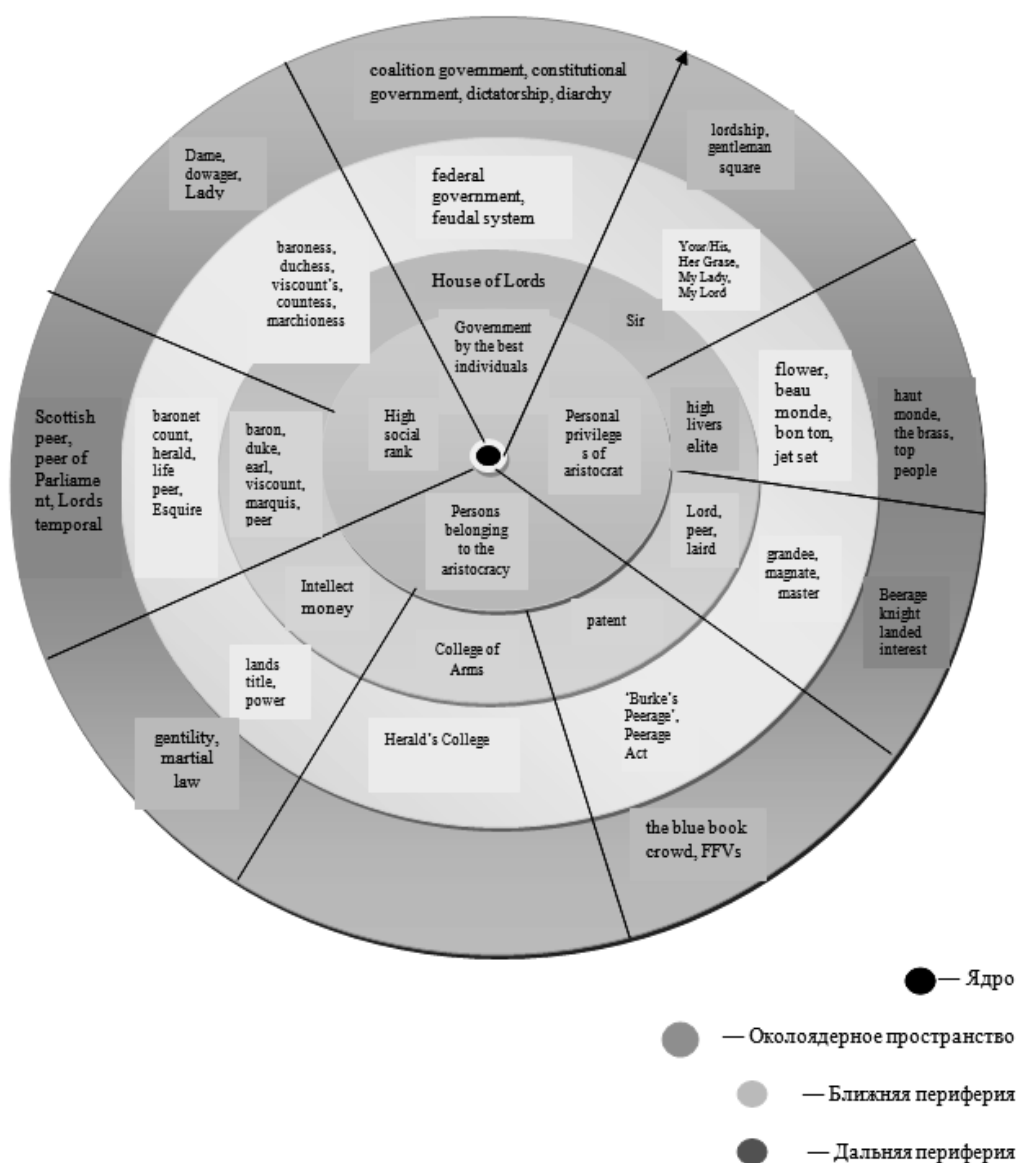 coalition government, constitutional
government, dictatorship, diarchy
lordship,
gentleman
square
Dame,
dowager,
Lady
federal
government,
feudal system
baroness,
duchess,
viscount's,
countess,
marchioness
Your/His,
Her Grase,
My Lady,
My Lord
House of Lords
Sir
Government
by the best
individuals
flower,
beau
monde,
bon ton,
jet set
haut
monde,
the brass,
top
people
high
livers
elite
Personal
privilege
s of
aristocrat
High
social
rank
baron,
duke,
earl,
viscount,
marquis,
peer
baronet
count,
herald,
life
peer,
Esquire
Scottish
peer,
peer of
Parliame
nt, Lords
temporal
Persons
belonging
to the
aristocracy
Lord,
peer,
laird
grandee,
magnate,
master
Beerage
knight
landed
interest
Intellect
money
patent
College of
Arms
lands
title,
power
'Burke's
Peerage',
Peerage
Act
Herald's College
gentility,
martial
law
the blue book
crowd, FFVs
— Ядро
— Околоядерное пространство
— Ближняя периферия
— Дальняя периферия